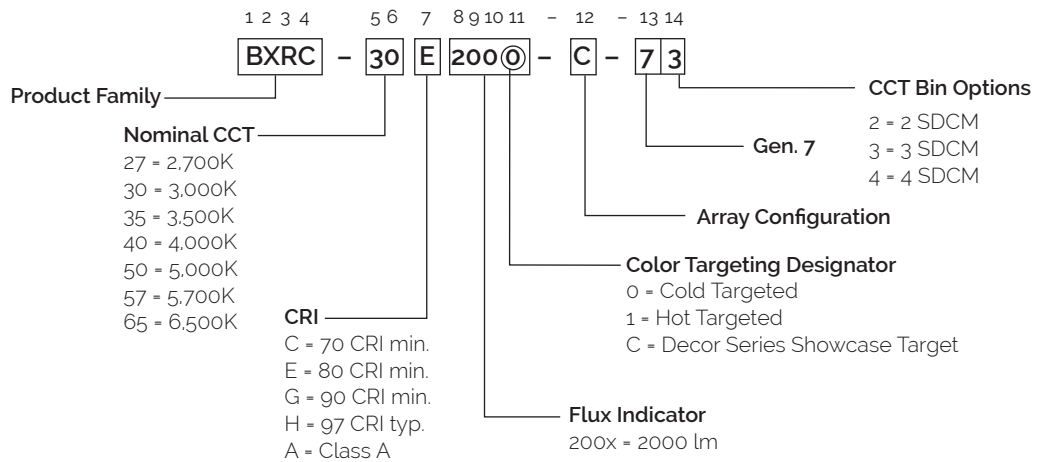 1 2 3 4 5 6 7 8 9 10 11 - 12 - 13 14
BXRC - 30 E 2000 - C - 7 3
Product Family
Nominal CCT
27 = 2,700K
30 = 3,000K
35 = 3,500K
40 = 4,000K
50 = 5,000K
57 = 5,700K
65 = 6,500K
CRI
C = 70 CRI min.
E = 80 CRI min.
G = 90 CRI min.
H = 97 CRI typ.
A = Class A
Flux Indicator
200x = 2000 lm
Color Targeting Designator
0 = Cold Targeted
1 = Hot Targeted
C = Decor Series Showcase Target
Array Configuration
Gen. 7
CCT Bin Options
2 = 2 SDCM
3 = 3 SDCM
4 = 4 SDCM